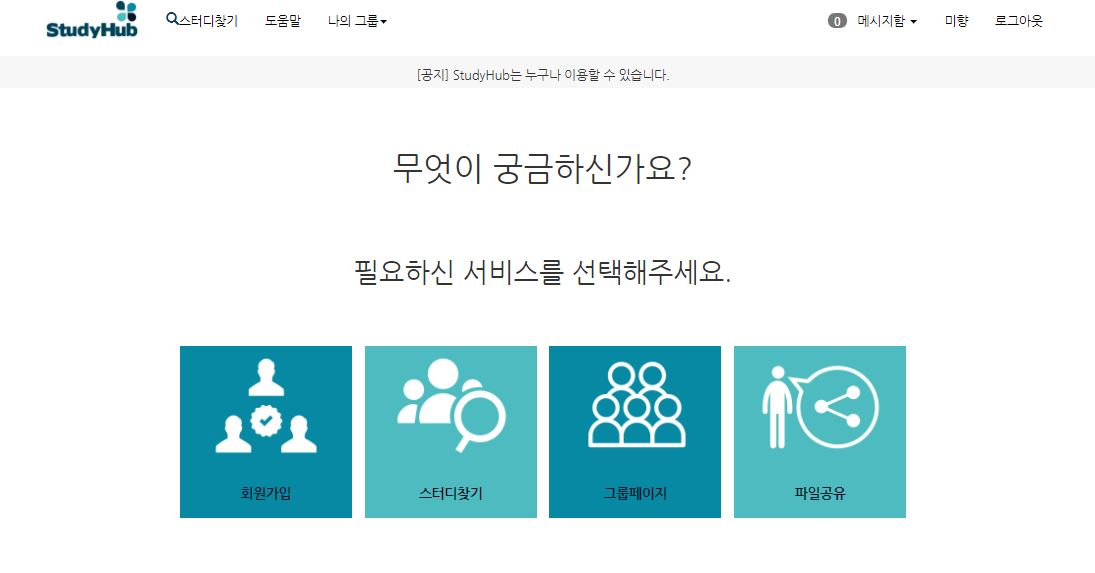 StudyHub 스터디찾기 도움말 나의 그룹 0 메시지함 미향 로그아웃
[공지] StudyHub는 누구나 이용할 수 있습니다.
무엇이 궁금하신가요?
필요하신 서비스를 선택해주세요.
회원가입 스터디찾기 그룹페이지 파일공유